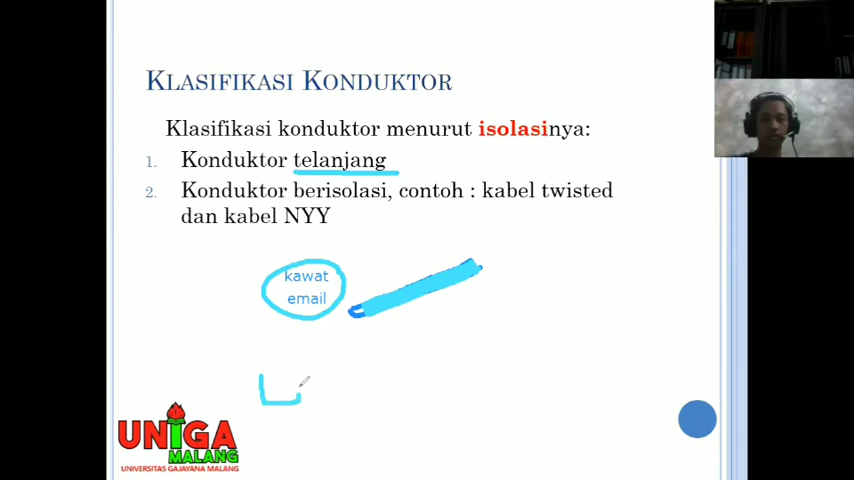 KLASIFIKASI KONDUKTOR
Klasifikasi konduktor menurut isolasinya:
1. Konduktor telanjang
2. Konduktor berisolasi, contoh : kabel twisted
dan kabel NYY
kawat
email
UNIGA
MALANG
UNIVERSITAS GAJAYANA MALANG